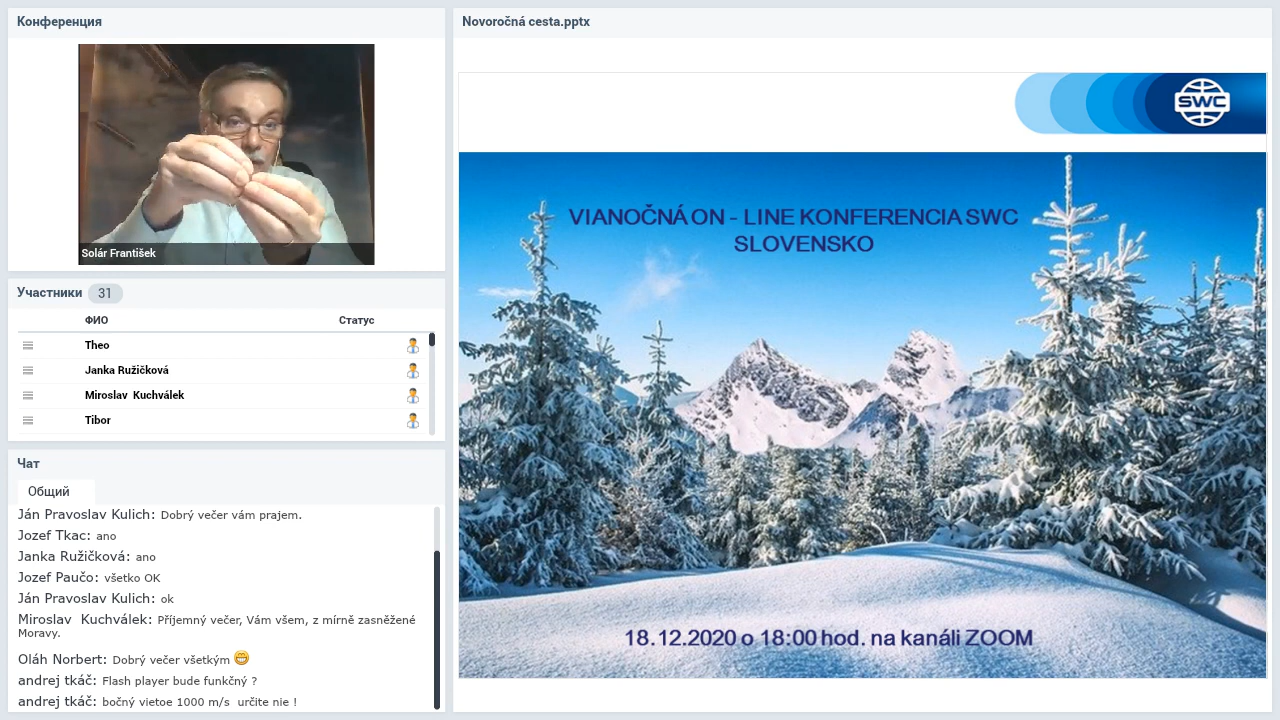 Конференция
Solár František
Участники 31
ФИО Статус
Theo
Janka Ružičková
Miroslav  Kuchválek
Tibor
Чат
Общий
Ján Pravoslav Kulich: Dobrý večer vám prajem.
Jozef Tkac: ano
Janka Ružičková: ano
Jozef Paučo: všetko OK
Ján Pravoslav Kulich: ok
Miroslav  Kuchválek: Příjemný večer, Vám všem, z mírně zasněžené
Moravy.
Oláh Norbert: Dobrý večer všetkým
andrej tkáč: Flash player bude funkčný ?
andrej tkáč: bočný vietoe 1000 m/s  určite nie !
Novoročná cesta.pptx
SWC
VIANOČNÁ ON - LINE KONFERENCIA SWC
SLOVENSKO
18.12.2020 o 18:00 hod. na kanáli ZOOM